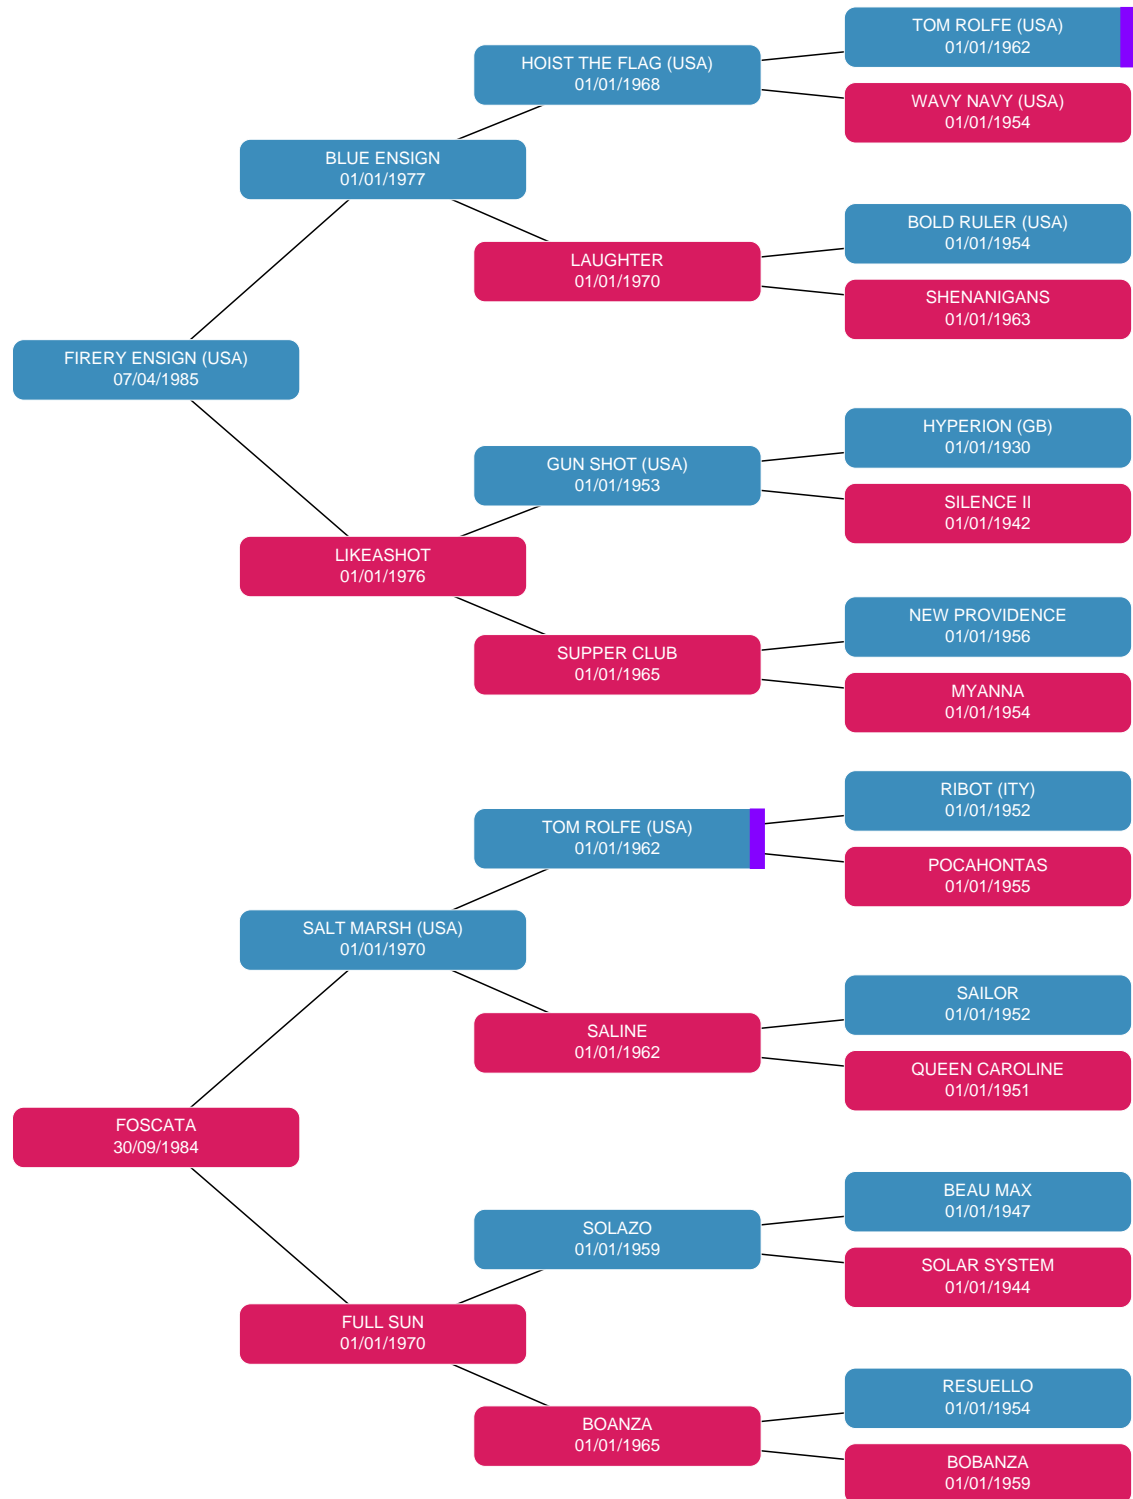 TOM ROLFE (USA)
01/01/1962
HOIST THE FLAG (USA)
01/01/1968
WAVY NAVY (USA)
01/01/1954
BLUE ENSIGN
01/01/1977
BOLD RULER (USA)
01/01/1954
LAUGHTER
01/01/1970
SHENANIGANS
01/01/1963
FIRERY ENSIGN (USA)
07/04/1985
HYPERION (GB)
01/01/1930
GUN SHOT (USA)
01/01/1953
SILENCE II
01/01/1942
LIKEASHOT
01/01/1976
NEW PROVIDENCE
01/01/1956
SUPPER CLUB
01/01/1965
MYANNA
01/01/1954
RIBOT (ITY)
01/01/1952
TOM ROLFE (USA)
01/01/1962
POCAHONTAS
01/01/1955
SALT MARSH (USA)
01/01/1970
SAILOR
01/01/1952
SALINE
01/01/1962
QUEEN CAROLINE
01/01/1951
FOSCATA
30/09/1984
BEAU MAX
01/01/1947
SOLAZO
01/01/1959
SOLAR SYSTEM
01/01/1944
FULL SUN
01/01/1970
RESUELLO
01/01/1954
BOANZA
01/01/1965
BOBANZA
01/01/1959